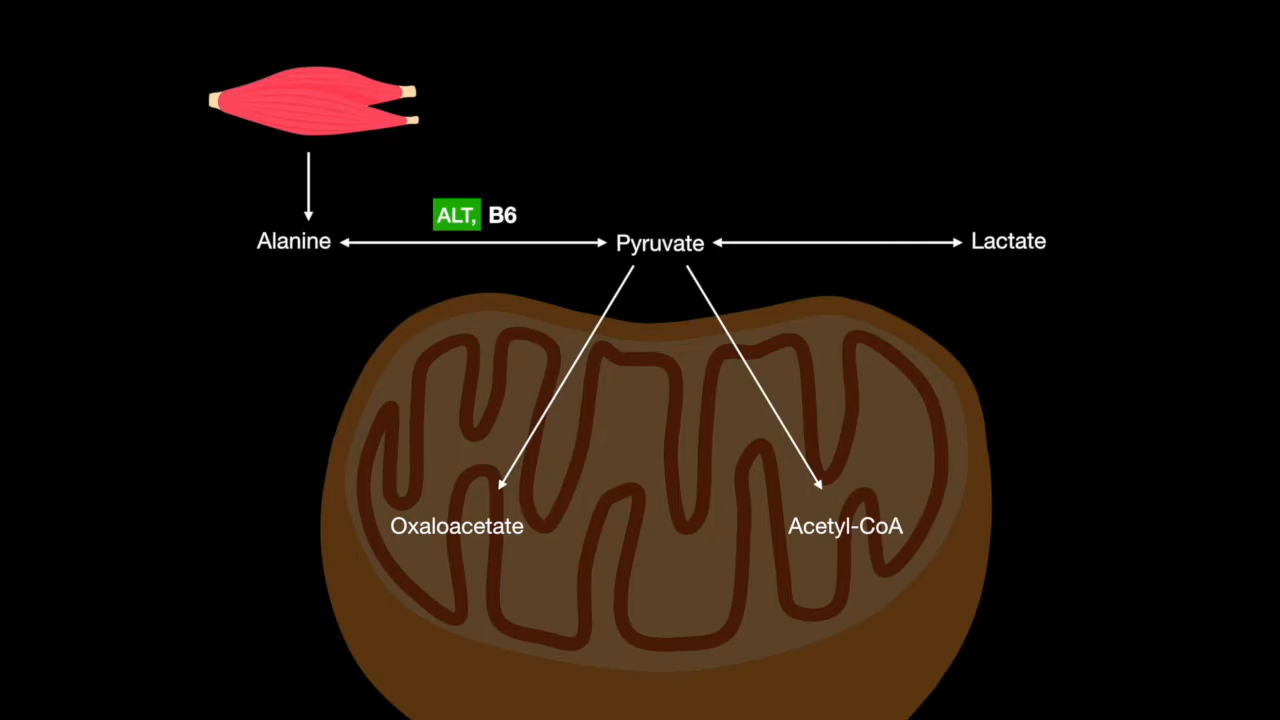 ALT, B6
Alanine
Pyruvate
Lactate
Oxaloacetate
Acetyl-CoA